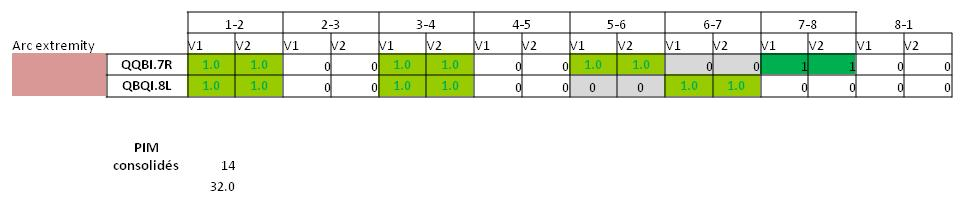 1-2 2-3 3-4 4-5 5-6 6-7 7-8 8-1
Arc extremity V1 V2 V1 V2 V1 V2 V1 V2 V1 V2 V1 V2 V1 V2 V1 V2
QQBI.7R 1.0 1.0 0 0 1.0 1.0 0 0 1.0 1.0 0 0 1 1 0 0
QBQI.8L 1.0 1.0 0 0 1.0 1.0 0 0 0 0 1.0 1.0 0 0 0 0
PIM
consolidés 14
32.0